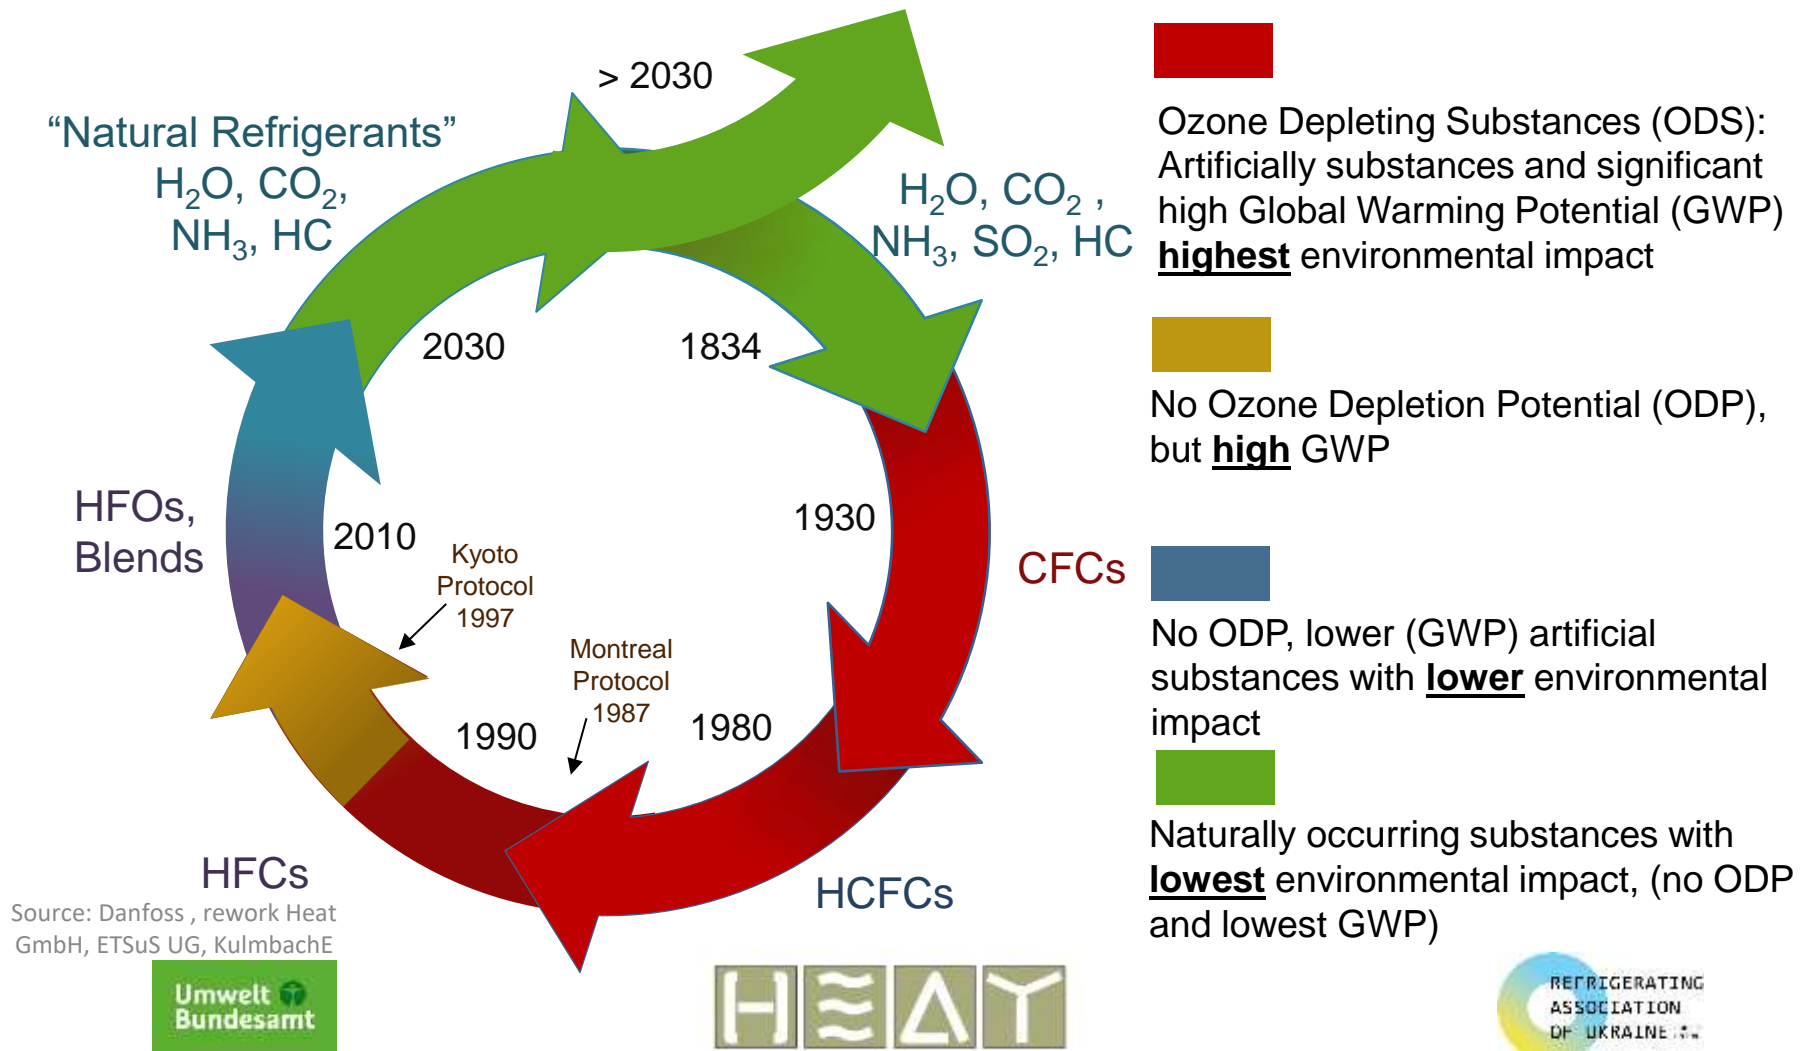 > 2030
“Natural Refrigerants”
H₂O, CO₂,
NH₃, HC
H₂O, CO₂ ,
NH₃, SO₂, HC
2030
1834
1930
CFCs
HFOs,
Blends
2010
Kyoto
Protocol
1997
Montreal
Protocol
1987
1990
1980
HFCs
HCFCs
Source: Danfoss , rework Heat
GmbH, ETSuS UG, KulmbachE
Ozone Depleting Substances (ODS):
Artificially substances and significant
high Global Warming Potential (GWP)
highest environmental impact
No Ozone Depletion Potential (ODP),
but high GWP
No ODP, lower (GWP) artificial
substances with lower environmental
impact
Naturally occurring substances with
lowest environmental impact, (no ODP
and lowest GWP)
Umwelt
Bundesamt
HEAT
REFRIGERATING
ASSOCIATION
OF UKRAINE